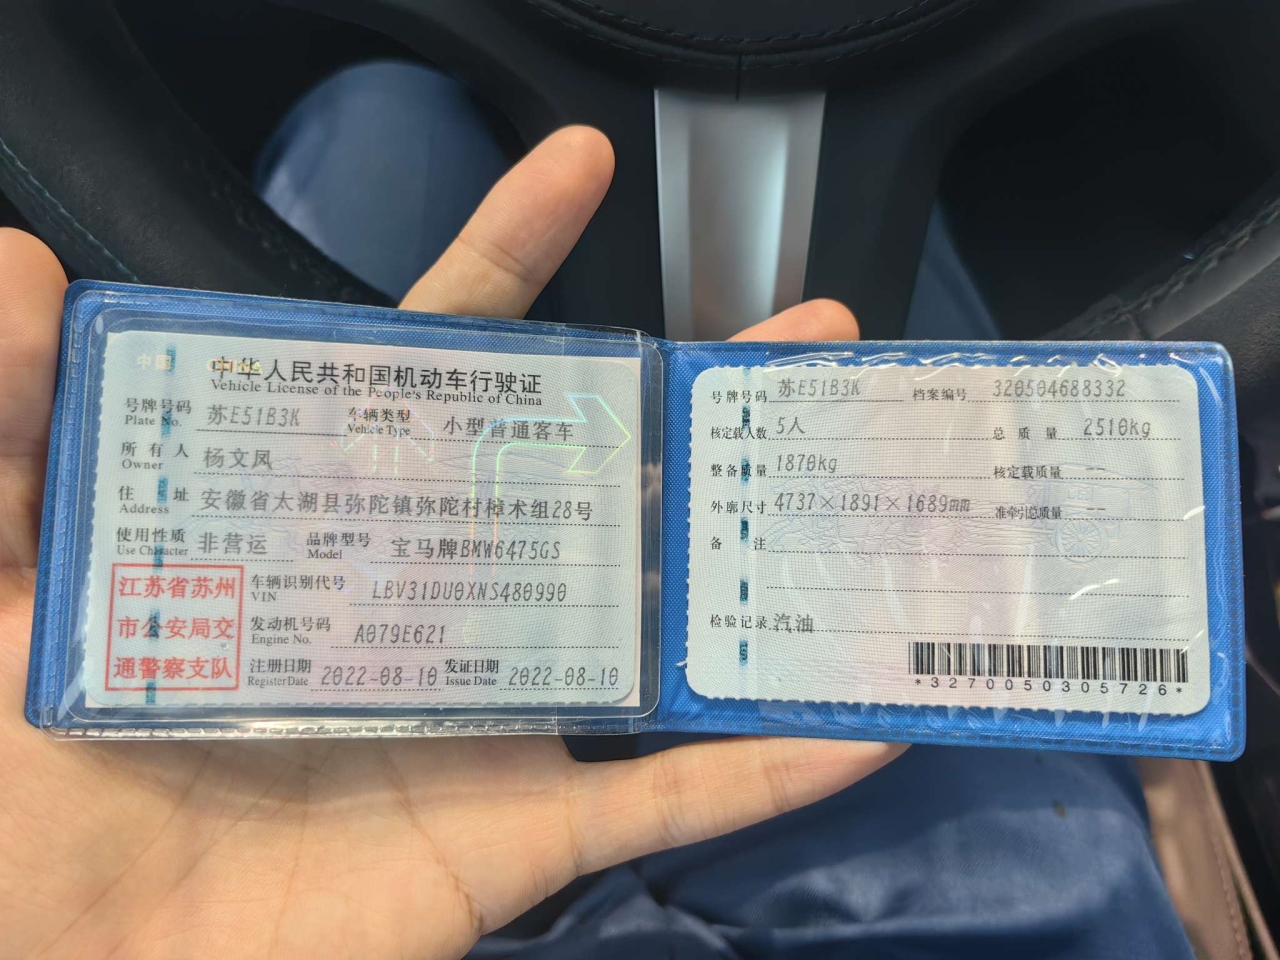 中国 CHINA
中华人民共和国机动车行驶证
Vehicle License of the People's Republic of China
号牌号码 苏E51B3K 车辆类型 小型普通客车
Plate No. Vehicle Type
所有人 杨文凤
Owner
住址 安徽省太湖县弥陀镇弥陀村樟术组28号
Address
使用性质 非营运 品牌型号 宝马牌BMW6475GS
Use Character Model
江苏省苏州
市公安局交
通警察支队
车辆识别代号 LBV31DU0XNS480990
VIN
发动机号码 A079E621
Engine No.
注册日期 2022-08-10 发证日期 2022-08-10
Register Date Issue Date
号牌号码 苏E51B3K 档案编号 320504688332
核定载人数 5人 总质量 2510kg
整备质量 1870kg 核定载质量 --
外廓尺寸 4737×1891×1689mm 准牵引总质量 --
备注
检验记录 汽油
*3270050305726*